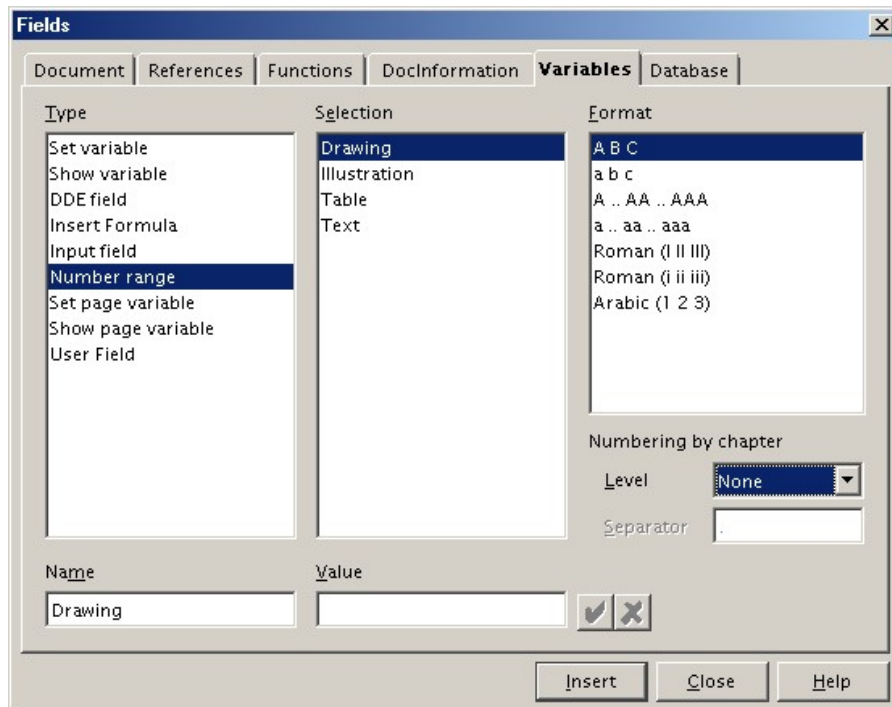 Fields
Document References Functions DocInformation Variables Database
Type
Set variable
Show variable
DDE field
Insert Formula
Input field
Number range
Set page variable
Show page variable
User Field
Selection
Drawing
Illustration
Table
Text
Format
A B C
a b c
A .. AA .. AAA
a .. aa .. aaa
Roman (I II III)
Roman (i ii iii)
Arabic (1 2 3)
Numbering by chapter
Level None
Separator .
Name
Drawing
Value
Insert Close Help